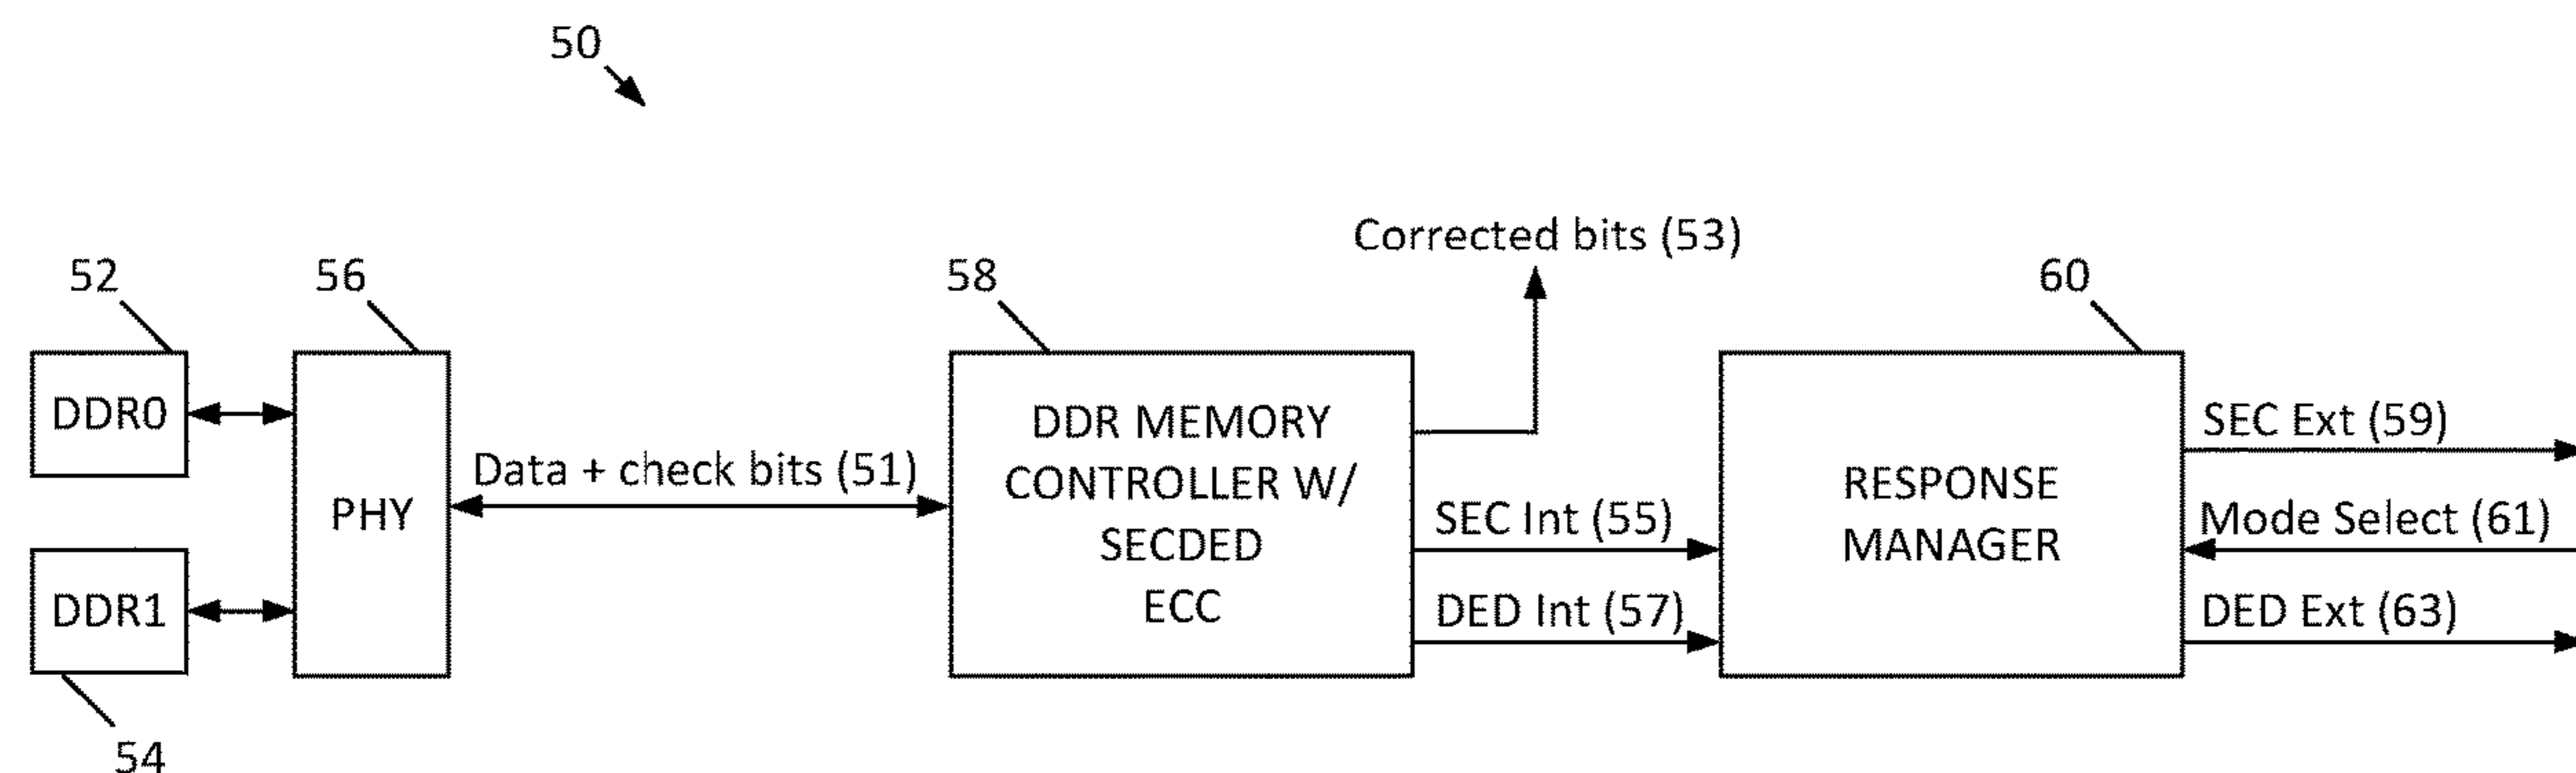 50
Corrected bits (53)
52
56
58
60
DDR0
DDR1
54
PHY
Data + check bits (51)
DDR MEMORY
CONTROLLER W/
SECDED
ECC
SEC Int (55)
DED Int (57)
RESPONSE
MANAGER
SEC Ext (59)
Mode Select (61)
DED Ext (63)